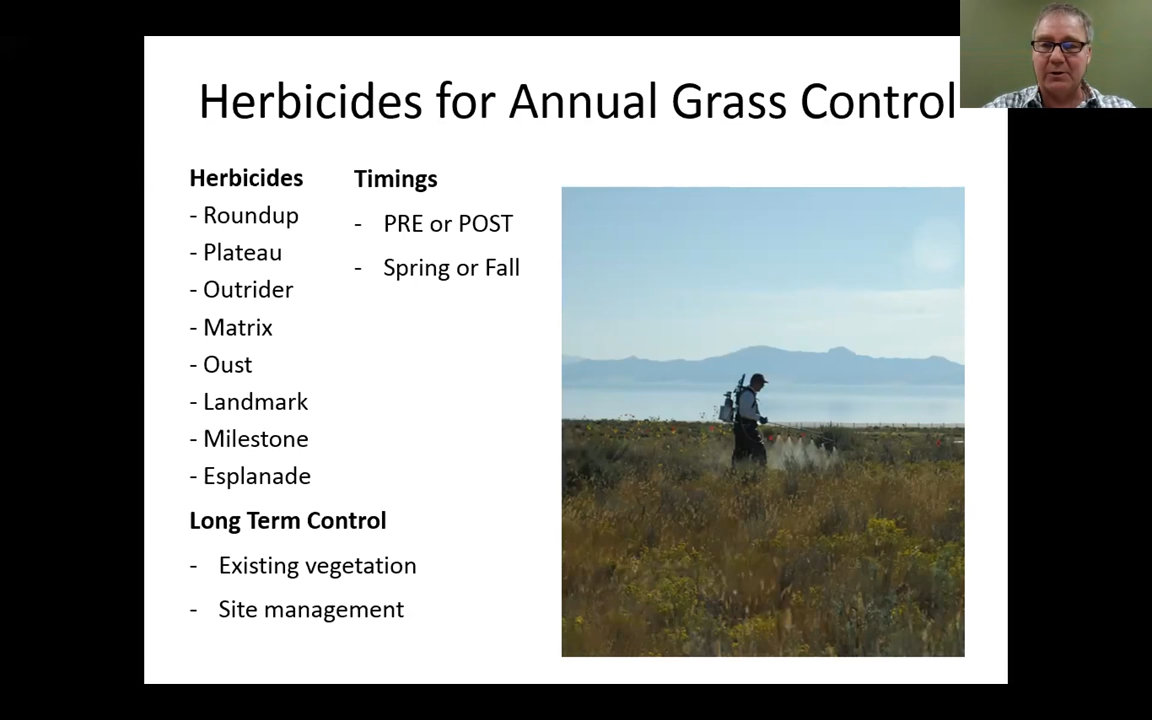 Herbicides for Annual Grass Control
Herbicides
- Roundup
- Plateau
- Outrider
- Matrix
- Oust
- Landmark
- Milestone
- Esplanade
Timings
- PRE or POST
- Spring or Fall
Long Term Control
- Existing vegetation
- Site management